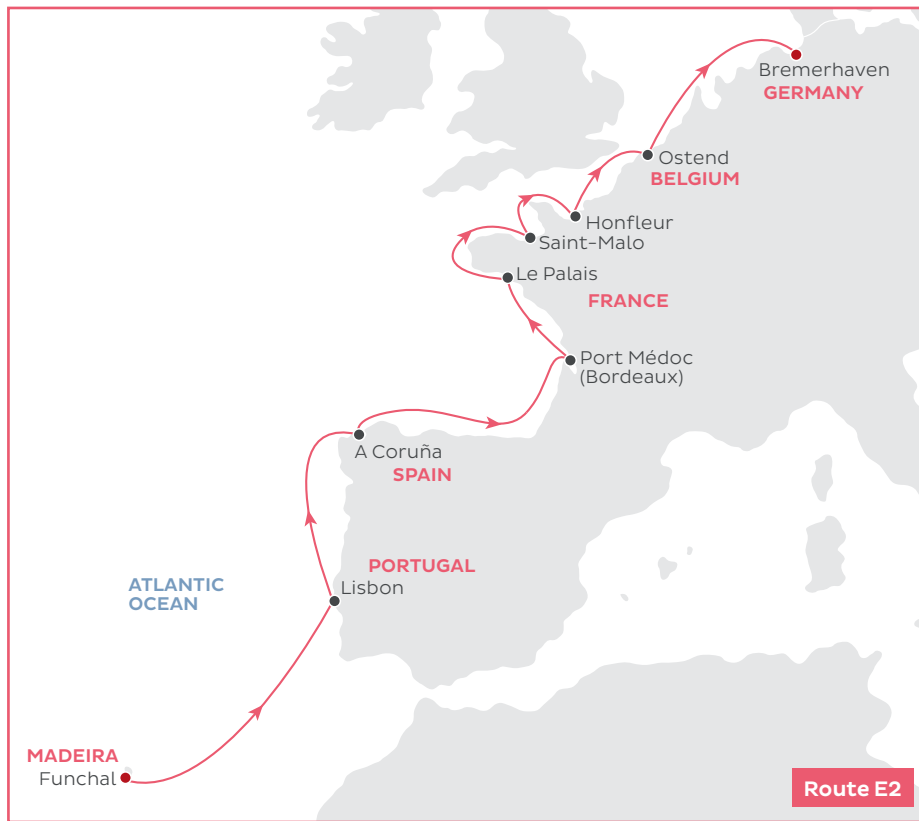 Bremerhaven
GERMANY
Ostend
BELGIUM
Honfleur
Saint-Malo
Le Palais
FRANCE
Port Médoc
(Bordeaux)
A Coruña
SPAIN
PORTUGAL
Lisbon
ATLANTIC
OCEAN
MADEIRA
Funchal
Route E2